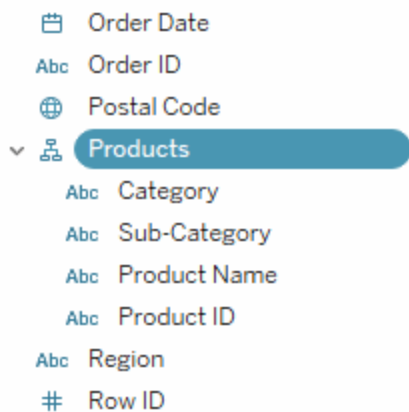 Order Date
Abc Order ID
Postal Code
Products
Abc Category
Abc Sub-Category
Abc Product Name
Abc Product ID
Abc Region
# Row ID